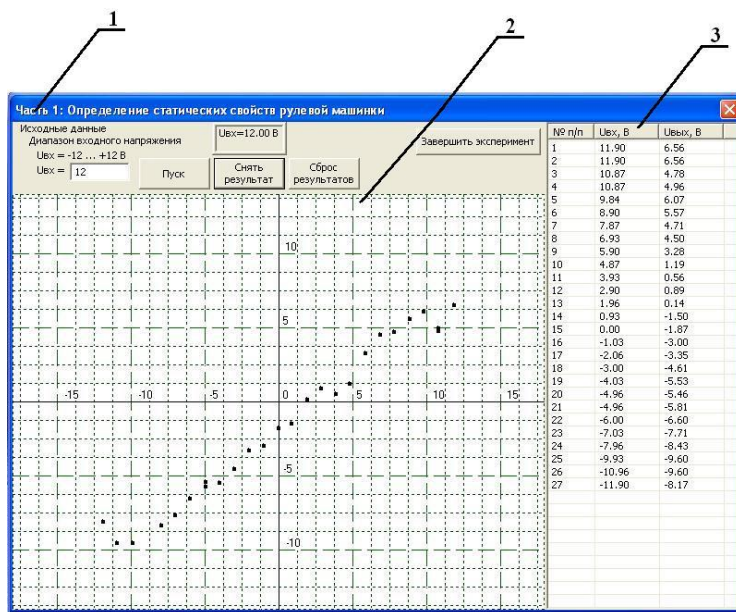 1
2
3
Часть 1: Определение статических свойств рулевой машинки
Исходные данные
Диапазон входного напряжения
Uвх = -12 ... +12 В
Uвх = 12
Uвх=12.00 В
Пуск
Снять результат
Сброс результатов
Завершить эксперимент
10
5
-15 -10 -5 0 5 10 15
-5
-10
№ п/п Uвх, В Uвых, В
1 11.90 6.56
2 11.90 6.56
3 10.87 4.78
4 10.87 4.96
5 9.84 6.07
6 8.90 5.57
7 7.87 4.71
8 6.93 4.50
9 5.90 3.28
10 4.87 1.19
11 3.93 0.56
12 2.90 0.89
13 1.96 0.14
14 0.93 -1.50
15 0.00 -1.87
16 -1.03 -3.00
17 -2.06 -3.35
18 -3.00 -4.61
19 -4.03 -5.53
20 -4.96 -5.46
21 -4.96 -5.81
22 -6.00 -6.60
23 -7.03 -7.71
24 -7.96 -8.43
25 -9.93 -9.60
26 -10.96 -9.60
27 -11.90 -8.17